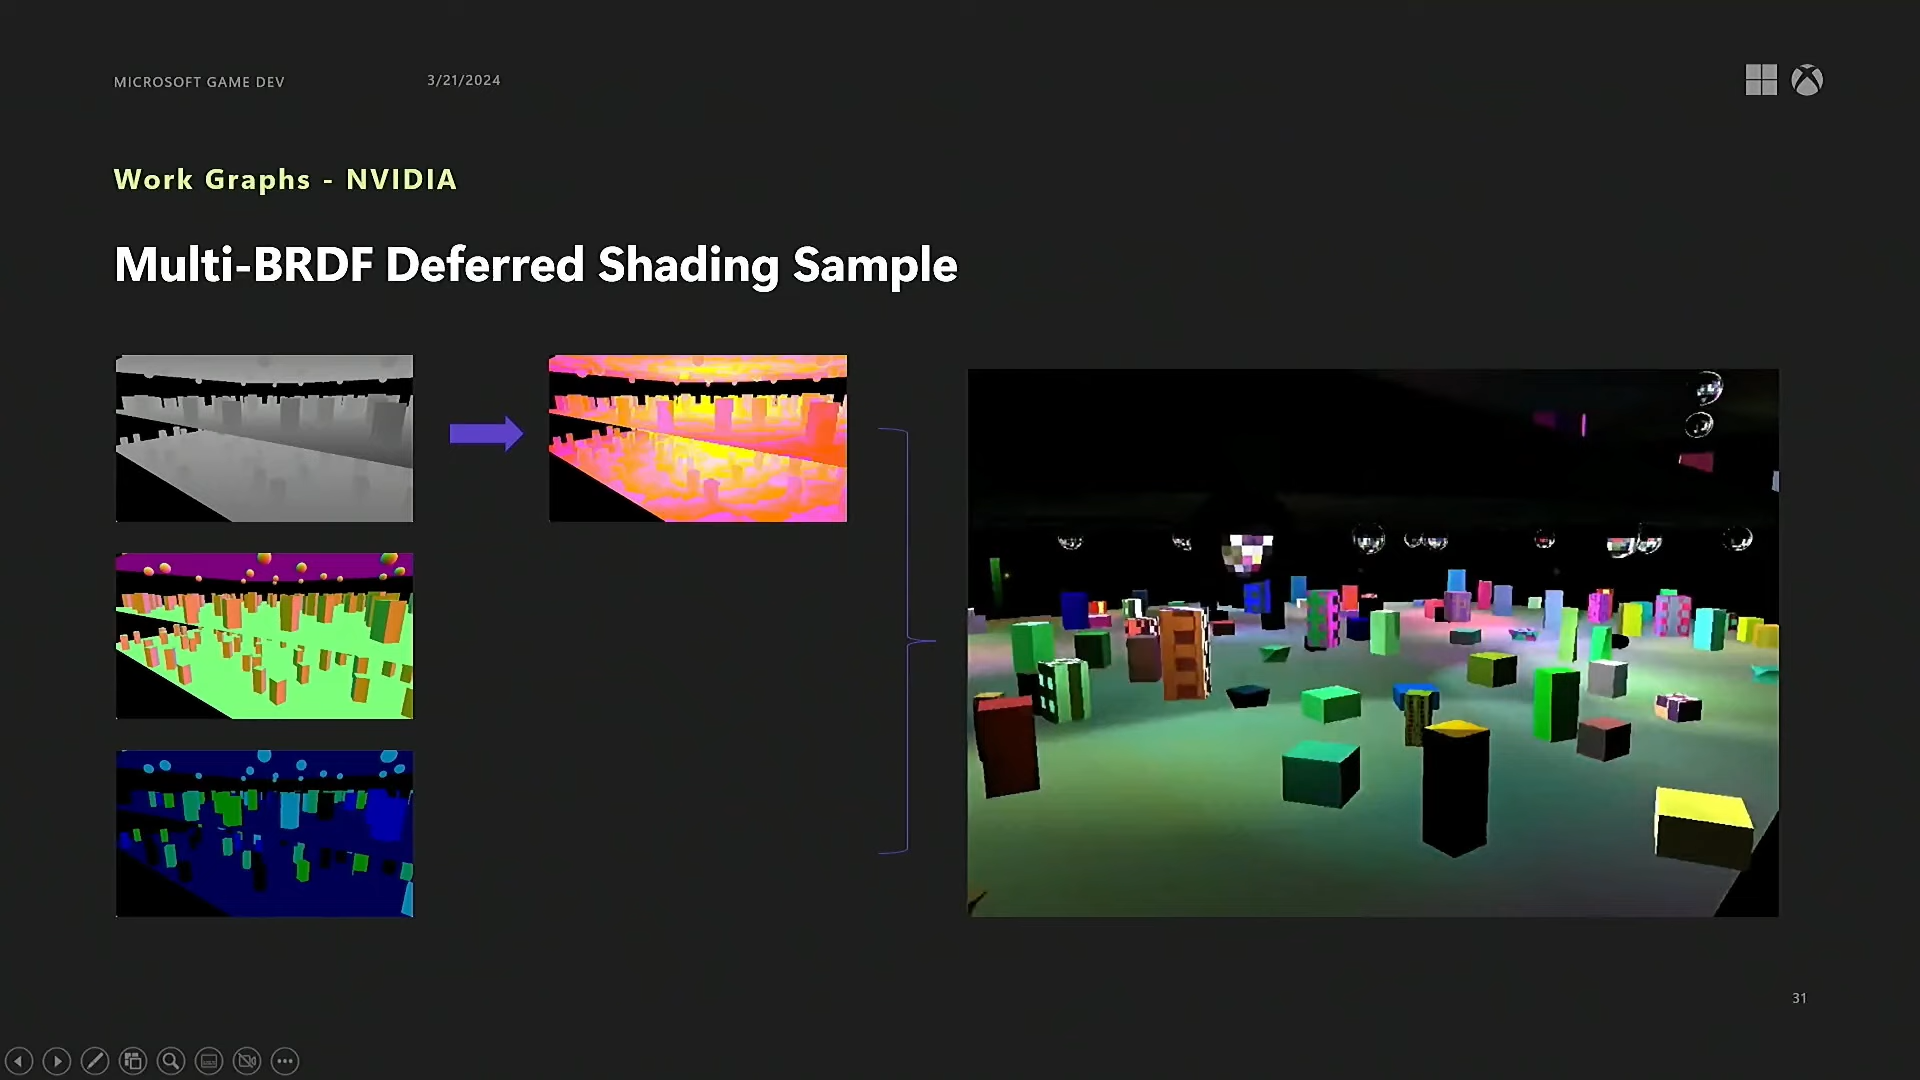 MICROSOFT GAME DEV
3/21/2024
Work Graphs - NVIDIA
Multi-BRDF Deferred Shading Sample
31